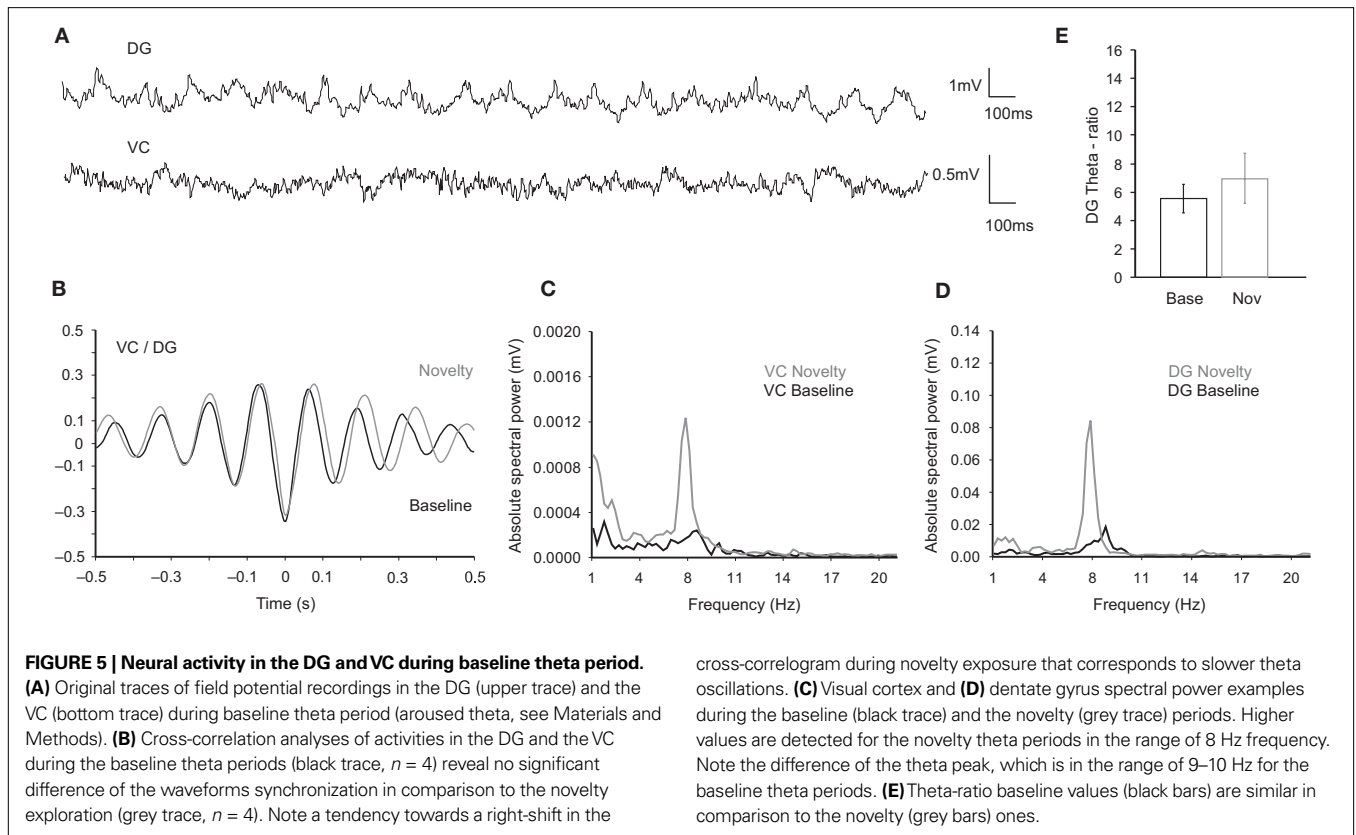 A
DG
1mV
100ms
VC
0.5mV
100ms
E
16
14
12
10
8
6
4
2
0
DG Theta - ratio
Base Nov
B
0.5
0.3
0.1
0
–0.1
–0.3
–0.5
VC / DG
Novelty
Baseline
–0.5 –0.3 –0.1 0 0.1 0.3 0.5
Time (s)
C
0.0020
0.0016
0.0012
0.0008
0.0004
0.0000
Absolute spectral power (mV)
VC Novelty
VC Baseline
1 4 8 11 14 17 20
Frequency (Hz)
D
0.14
0.12
0.10
0.08
0.06
0.04
0.02
0.00
Absolute spectral power (mV)
DG Novelty
DG Baseline
1 4 8 11 14 17 20
Frequency (Hz)
FIGURE 5 | Neural activity in the DG and VC during baseline theta period.
(A) Original traces of field potential recordings in the DG (upper trace) and the
VC (bottom trace) during baseline theta period (aroused theta, see Materials and
Methods). (B) Cross-correlation analyses of activities in the DG and the VC
during the baseline theta periods (black trace, n = 4) reveal no significant
difference of the waveforms synchronization in comparison to the novelty
exploration (grey trace, n = 4). Note a tendency towards a right-shift in the
cross-correlogram during novelty exposure that corresponds to slower theta
oscillations. (C) Visual cortex and (D) dentate gyrus spectral power examples
during the baseline (black trace) and the novelty (grey trace) periods. Higher
values are detected for the novelty theta periods in the range of 8 Hz frequency.
Note the difference of the theta peak, which is in the range of 9–10 Hz for the
baseline theta periods. (E) Theta-ratio baseline values (black bars) are similar in
comparison to the novelty (grey bars) ones.